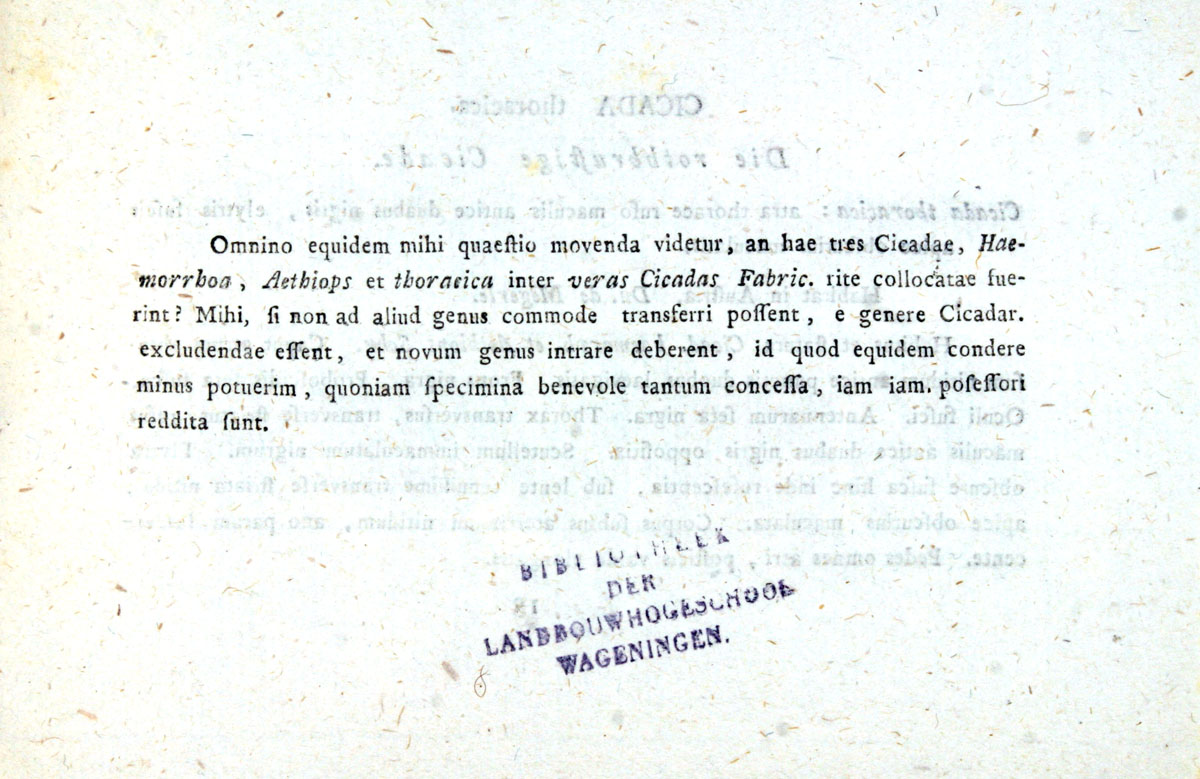 Omnino equidem mihi quaeſtio movenda videtur, an hae tres Cicadae, Hae-
morrhoa, Aethiops et thoracica inter veras Cicadas Fabric. rite collocatae fue-
rint? Mihi, ſi non ad aliud genus commode transferri poſſent, e genere Cicadar.
excludendae eſſent, et novum genus intrare deberent, id quod equidem condere
minus potuerim, quoniam ſpecimina benevole tantum conceſſa, iam iam poſeſſori
reddita ſunt.
BIBLIOTHEEK
DER
LANDBOUWHOGESCHOOL
WAGENINGEN.